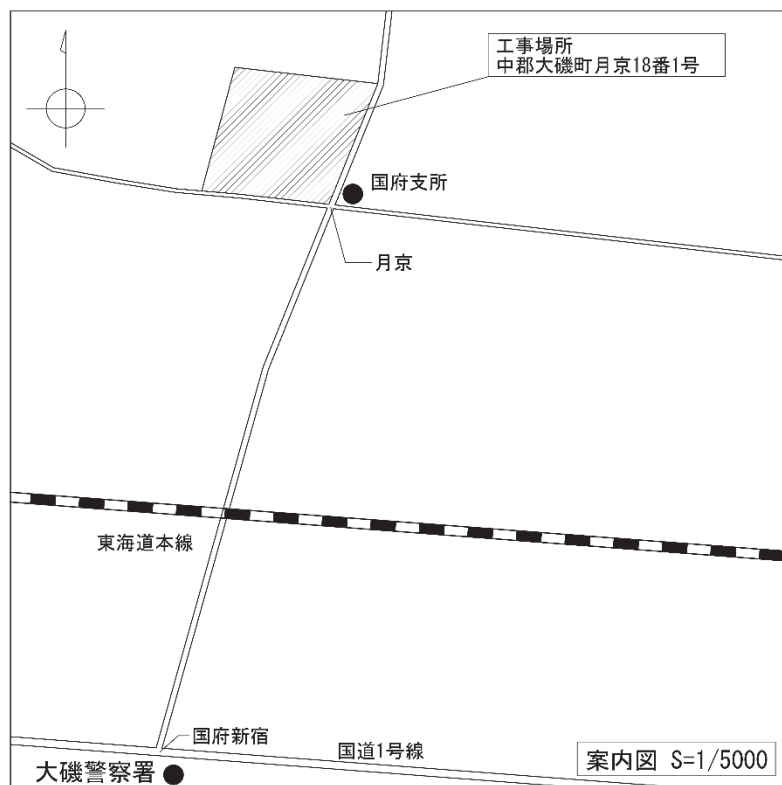 工事場所
中郡大磯町月京18番1号
国府支所
月京
東海道本線
国府新宿
国道1号線
大磯警察署
案内図 S=1/5000